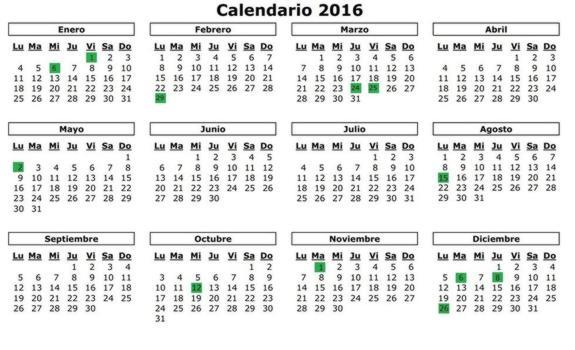 Calendario 2016
Enero
Lu Ma Mi Ju Vi Sa Do
1 2 3
4 5 6 7 8 9 10
11 12 13 14 15 16 17
18 19 20 21 22 23 24
25 26 27 28 29 30 31
Febrero
Lu Ma Mi Ju Vi Sa Do
1 2 3 4 5 6 7
8 9 10 11 12 13 14
15 16 17 18 19 20 21
22 23 24 25 26 27 28
29
Marzo
Lu Ma Mi Ju Vi Sa Do
1 2 3 4 5 6
7 8 9 10 11 12 13
14 15 16 17 18 19 20
21 22 23 24 25 26 27
28 29 30 31
Abril
Lu Ma Mi Ju Vi Sa Do
1 2 3
4 5 6 7 8 9 10
11 12 13 14 15 16 17
18 19 20 21 22 23 24
25 26 27 28 29 30
Mayo
Lu Ma Mi Ju Vi Sa Do
1
2 3 4 5 6 7 8
9 10 11 12 13 14 15
16 17 18 19 20 21 22
23 24 25 26 27 28 29
30 31
Junio
Lu Ma Mi Ju Vi Sa Do
1 2 3 4 5
6 7 8 9 10 11 12
13 14 15 16 17 18 19
20 21 22 23 24 25 26
27 28 29 30
Julio
Lu Ma Mi Ju Vi Sa Do
1 2 3
4 5 6 7 8 9 10
11 12 13 14 15 16 17
18 19 20 21 22 23 24
25 26 27 28 29 30 31
Agosto
Lu Ma Mi Ju Vi Sa Do
1 2 3 4 5 6 7
8 9 10 11 12 13 14
15 16 17 18 19 20 21
22 23 24 25 26 27 28
29 30 31
Septiembre
Lu Ma Mi Ju Vi Sa Do
1 2 3 4
5 6 7 8 9 10 11
12 13 14 15 16 17 18
19 20 21 22 23 24 25
26 27 28 29 30
Octubre
Lu Ma Mi Ju Vi Sa Do
1 2
3 4 5 6 7 8 9
10 11 12 13 14 15 16
17 18 19 20 21 22 23
24 25 26 27 28 29 30
31
Noviembre
Lu Ma Mi Ju Vi Sa Do
1 2 3 4 5 6
7 8 9 10 11 12 13
14 15 16 17 18 19 20
21 22 23 24 25 26 27
28 29 30
Diciembre
Lu Ma Mi Ju Vi Sa Do
1 2 3 4
5 6 7 8 9 10 11
12 13 14 15 16 17 18
19 20 21 22 23 24 25
26 27 28 29 30 31